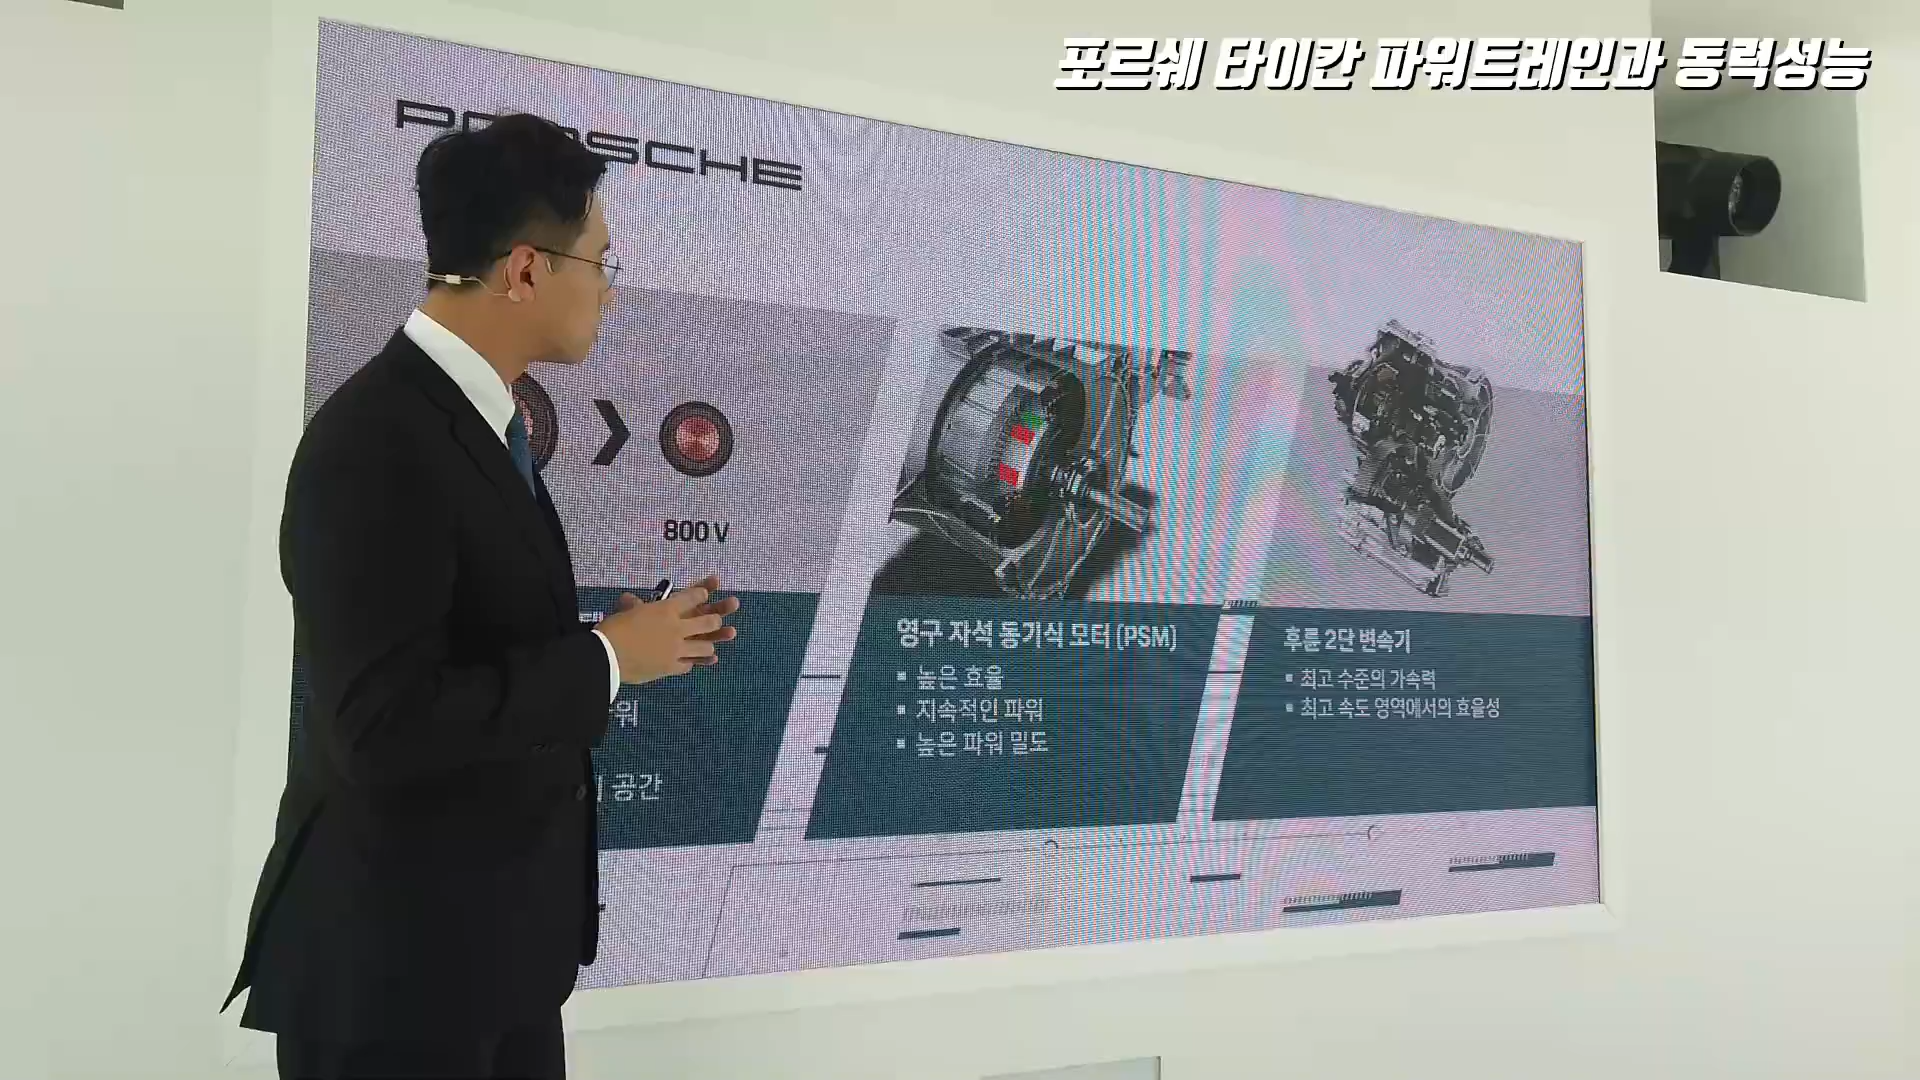 포르쉐 타이칸 파워트레인과 동력성능
800 V
공간
영구 자석 동기식 모터 (PSM)
▪ 높은 효율
▪ 지속적인 파워
▪ 높은 파워 밀도
후륜 2단 변속기
▪ 최고 수준의 가속력
▪ 최고 속도 영역에서의 효율성